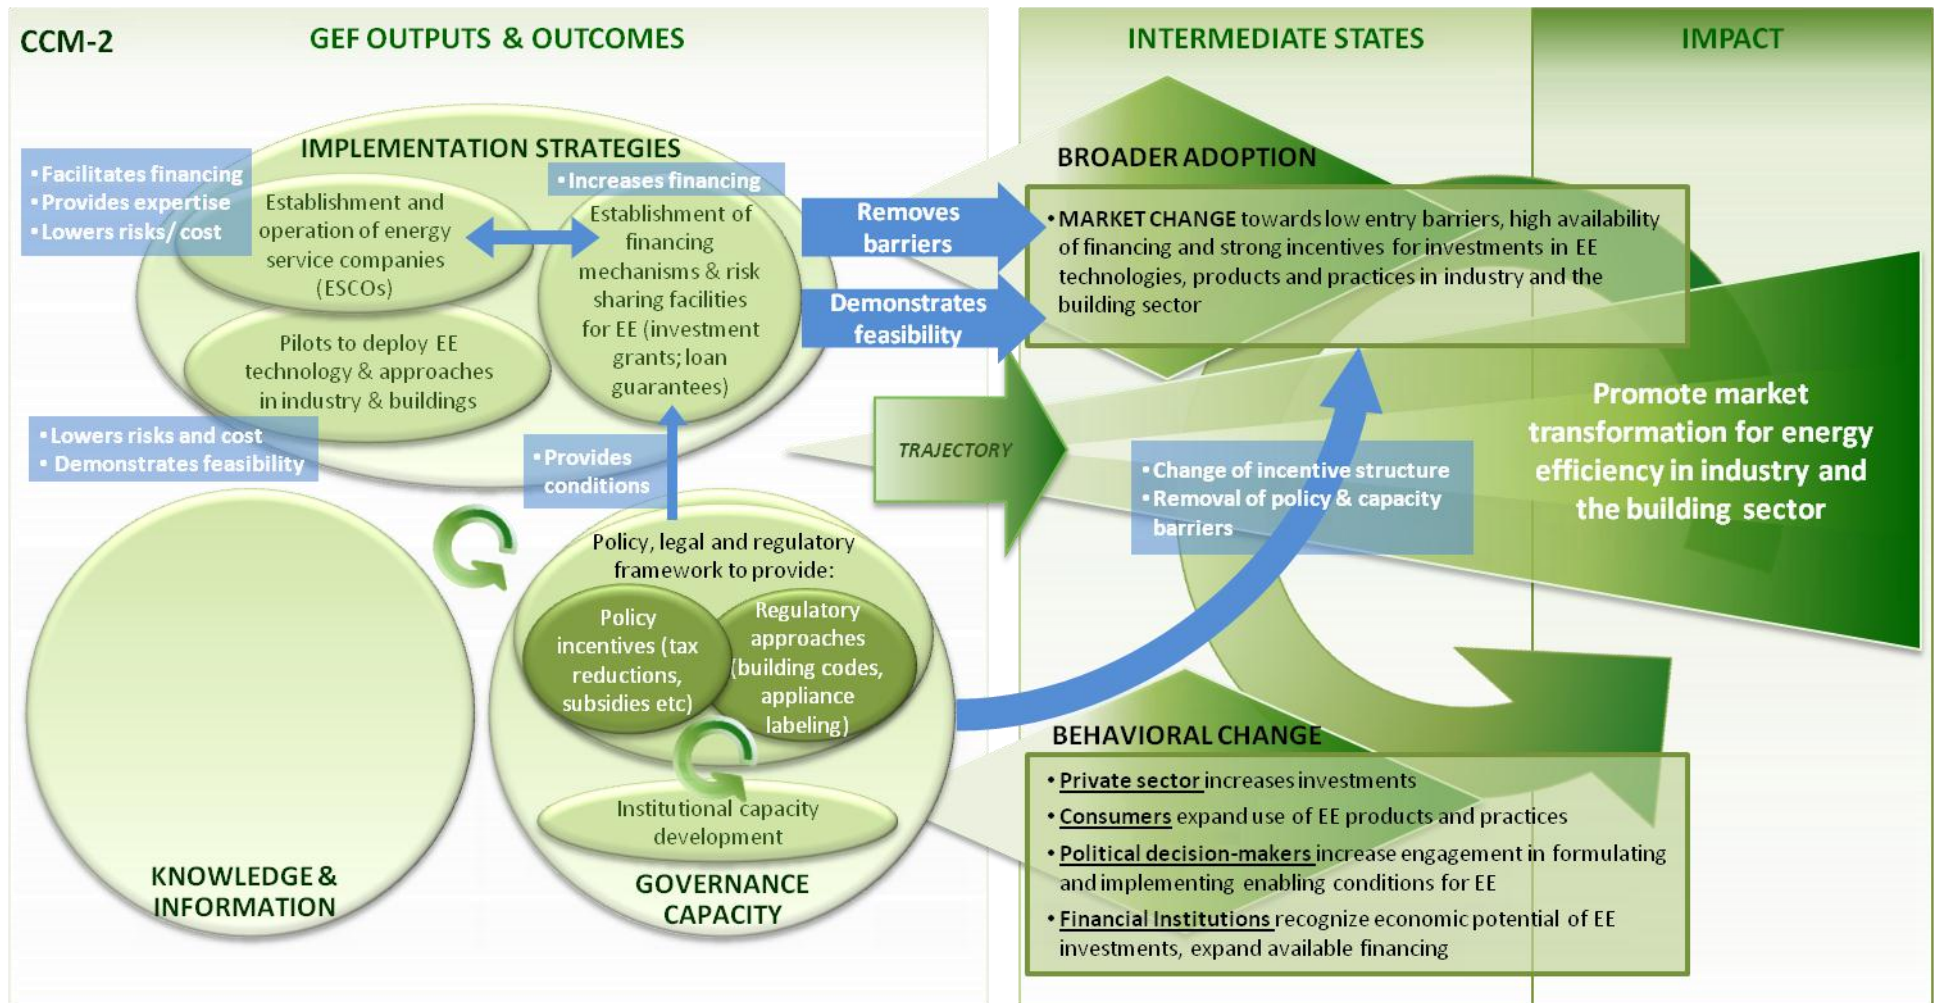 CCM-2
GEF OUTPUTS & OUTCOMES
INTERMEDIATE STATES
IMPACT
IMPLEMENTATION STRATEGIES
• Facilitates financing
• Provides expertise
• Lowers risks/ cost
• Increases financing
Establishment and
operation of energy
service companies
(ESCOs)
Establishment of
financing
mechanisms & risk
sharing facilities
for EE (investment
grants; loan
guarantees)
Pilots to deploy EE
technology & approaches
in industry & buildings
• Lowers risks and cost
• Demonstrates feasibility
• Provides
conditions
Removes
barriers
Demonstrates
feasibility
TRAJECTORY
BROADER ADOPTION
• MARKET CHANGE towards low entry barriers, high availability
of financing and strong incentives for investments in EE
technologies, products and practices in industry and the
building sector
• Change of incentive structure
• Removal of policy & capacity
barriers
Promote market
transformation for energy
efficiency in industry and
the building sector
Policy, legal and regulatory
framework to provide:
Policy
incentives (tax
reductions,
subsidies etc)
Regulatory
approaches
(building codes,
appliance
labeling)
Institutional capacity
development
KNOWLEDGE &
INFORMATION
GOVERNANCE
CAPACITY
BEHAVIORAL CHANGE
• Private sector increases investments
• Consumers expand use of EE products and practices
• Political decision-makers increase engagement in formulating
and implementing enabling conditions for EE
• Financial Institutions recognize economic potential of EE
investments, expand available financing